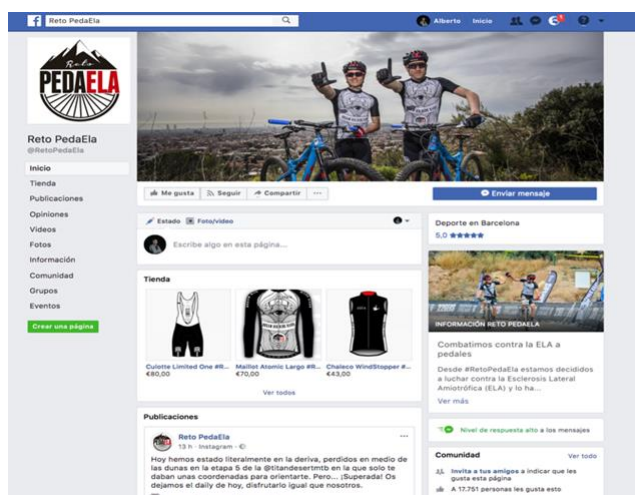 Reto PedaEla
Alberto Inicio
Reto
PEDAELA
Reto PedaEla
@RetoPedaEla
Inicio
Tienda
Publicaciones
Opiniones
Vídeos
Fotos
Información
Comunidad
Grupos
Eventos
Crear una página
Me gusta Seguir Compartir ...
Enviar mensaje
Estado Foto/vídeo
Escribe algo en esta página...
Tienda
Culotte Limited One #R...
€80,00
Maillot Atomic Largo #R...
€70,00
Chaleco WindStopper #...
€43,00
Ver todos
Publicaciones
Reto PedaEla
13 h · Instagram ·
Hoy hemos estado literalmente en la deriva, perdidos en medio de
las dunas en la etapa 5 de la @titandesertmtb en la que solo te
daban unas coordenadas para orientarte. Pero... ¡Superada! Os
dejamos el daily de hoy, disfrutarlo igual que nosotros.
Deporte en Barcelona
5,0 ★★★★★
INFORMACIÓN RETO PEDAELA
Combatimos contra la ELA a
pedales
Desde #RetoPedaEla estamos decididos
a luchar contra la Esclerosis Lateral
Amiotrófica (ELA) y lo ha...
Ver más
Nivel de respuesta alto a los mensajes
Comunidad Ver todo
Invita a tus amigos a indicar que les
gusta esta página
A 17.751 personas les gusta esto